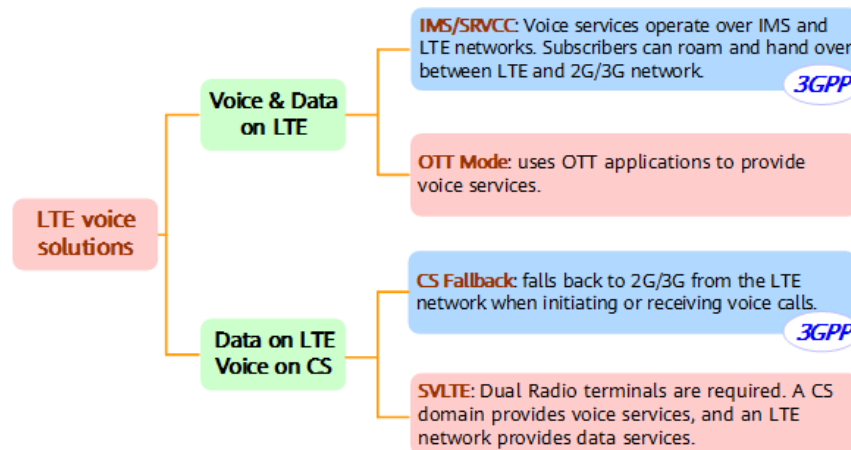 IMS/SRVCC: Voice services operate over IMS and
LTE networks. Subscribers can roam and hand over
between LTE and 2G/3G network.
3GPP
Voice & Data
on LTE
OTT Mode: uses OTT applications to provide
voice services.
LTE voice
solutions
CS Fallback: falls back to 2G/3G from the LTE
network when initiating or receiving voice calls.
3GPP
Data on LTE
Voice on CS
SVLTE: Dual Radio terminals are required. A CS
domain provides voice services, and an LTE
network provides data services.